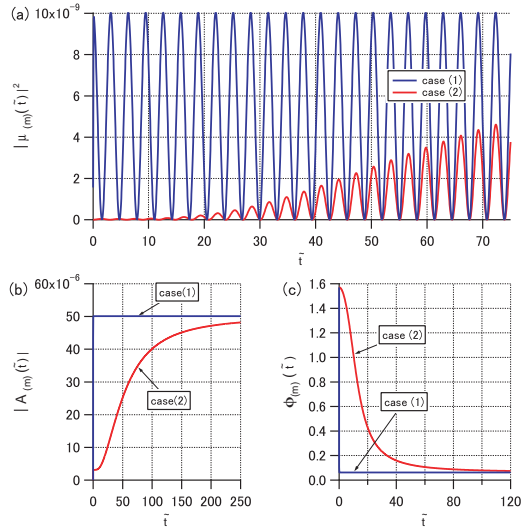 (a)
10x10⁻⁹
8
6
4
2
0
| μ (m)(t̃) |²
case (1)
case (2)
0 10 20 30 40 50 60 70
t̃
(b)
60x10⁻⁶
50
40
30
20
10
0
| A (m)(t̃) |
case(1)
case(2)
0 50 100 150 200 250
t̃
(c)
1.6
1.4
1.2
1.0
0.8
0.6
0.4
0.2
0.0
ϕ(m)(t̃)
case (2)
case (1)
0 20 40 60 80 100 120
t̃